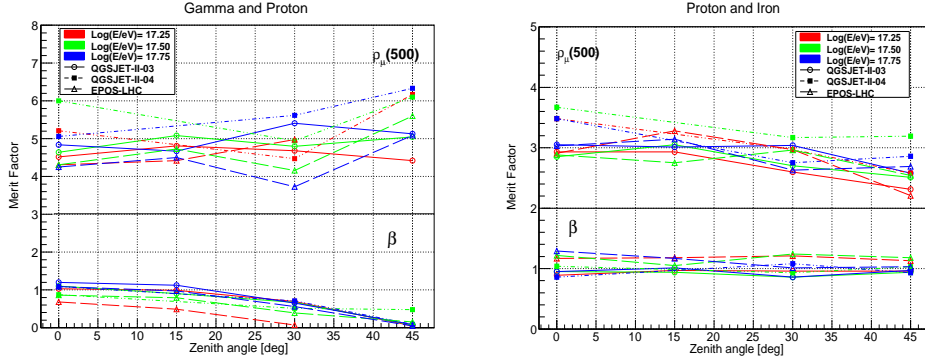 Gamma and Proton
Merit Factor
8
7
6
5
4
3
2
1
0
Log(E/eV)= 17.25
Log(E/eV)= 17.50
Log(E/eV)= 17.75
QGSJET-II-03
QGSJET-II-04
EPOS-LHC
ρμ(500)
β
0 5 10 15 20 25 30 35 40 45
Zenith angle [deg]
Proton and Iron
Merit Factor
5
4
3
2
1
0
ρμ(500)
Log(E/eV)= 17.25
Log(E/eV)= 17.50
Log(E/eV)= 17.75
QGSJET-II-03
QGSJET-II-04
EPOS-LHC
β
0 5 10 15 20 25 30 35 40 45
Zenith angle [deg]